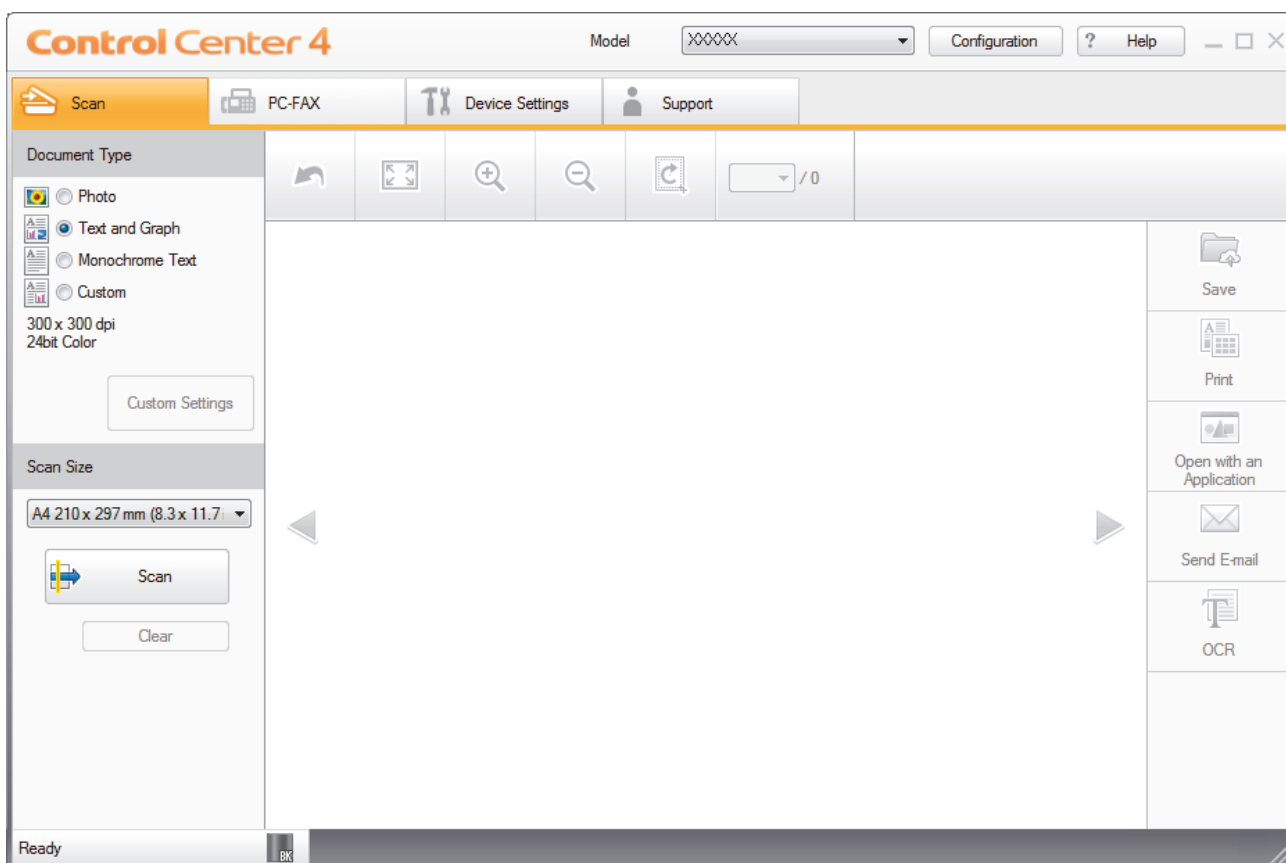 Control Center 4
Model XXXXX Configuration ? Help
Scan PC-FAX Device Settings Support
Document Type
Photo
Text and Graph
Monochrome Text
Custom
300 x 300 dpi
24bit Color
Custom Settings
Scan Size
A4 210 x 297 mm (8.3 x 11.7
Scan
Clear
/ 0
Save
Print
Open with an
Application
Send E-mail
OCR
Ready BK